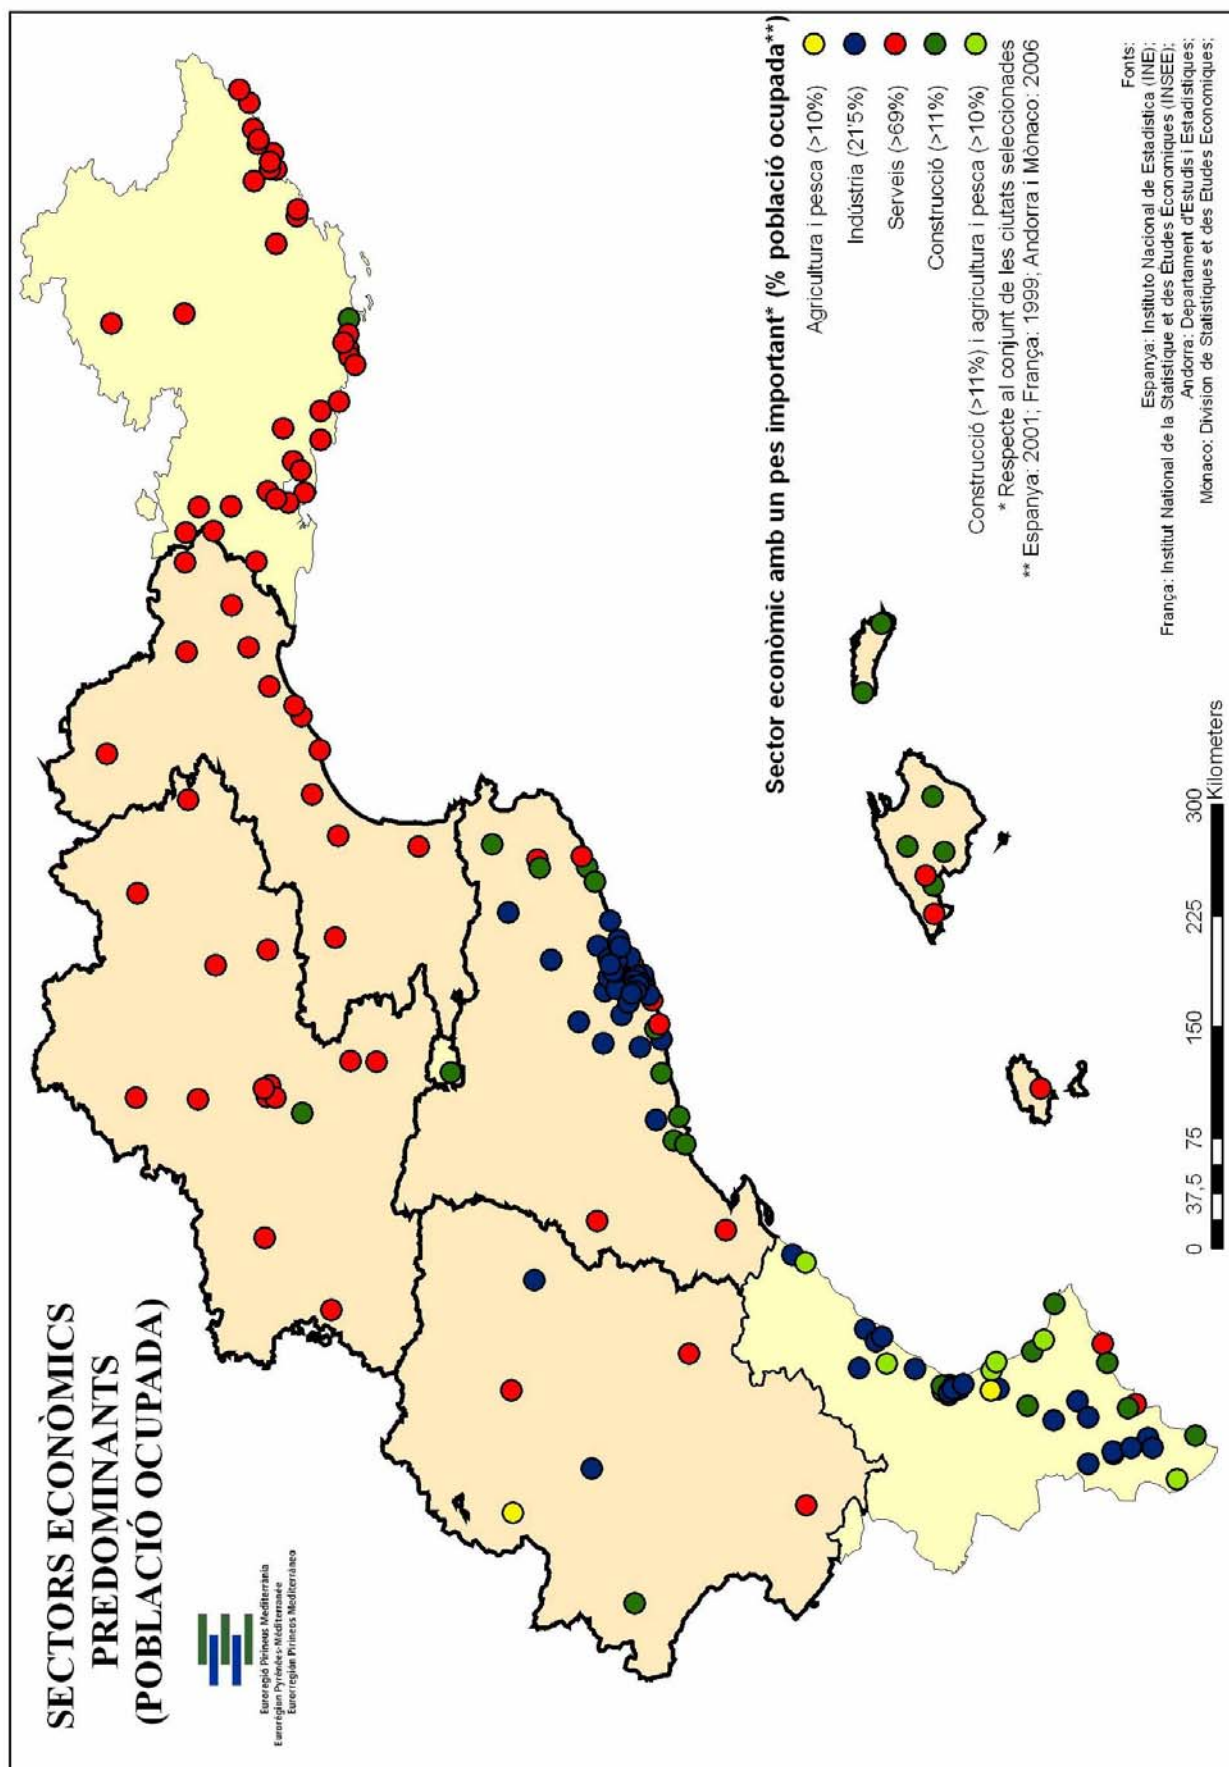 SECTORS ECONÒMICS
PREDOMINANTS
(POBLACIÓ OCUPADA)
Euroregió Pirineus Mediterrània
Eurorégion Pyrénées-Méditerranée
Eurorregión Pirineos Mediterráneo
Sector econòmic amb un pes important* (% població ocupada**)
Agricultura i pesca (>10%)
Indústria (21'5%)
Serveis (>69%)
Construcció (>11%)
Construcció (>11%) i agricultura i pesca (>10%)
* Respecte al conjunt de les ciutats seleccionades
** Espanya: 2001; França: 1999; Andorra i Mònaco: 2006
Fonts:
Espanya: Instituto Nacional de Estadística (INE);
França: Institut National de la Statistique et des Études Économiques (INSEE);
Andorra: Departament d'Estudis i Estadístiques;
Mònaco: Division de Statistiques et des Etudes Economiques;
0 37,5 75 150 225 300
Kilometers